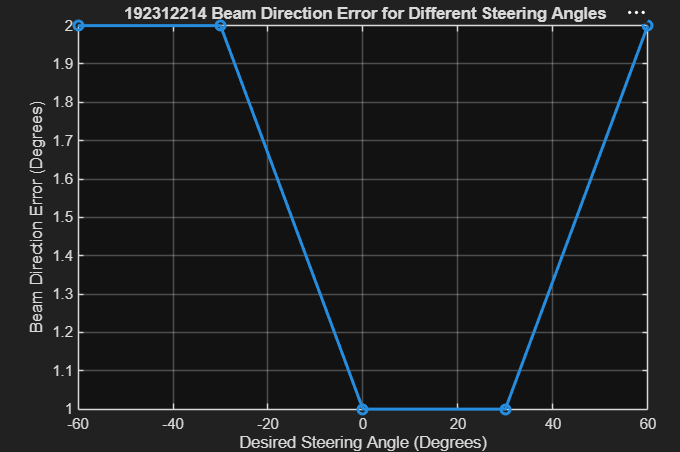 192312214 Beam Direction Error for Different Steering Angles
Beam Direction Error (Degrees)
2
1.9
1.8
1.7
1.6
1.5
1.4
1.3
1.2
1.1
1
-60 -40 -20 0 20 40 60
Desired Steering Angle (Degrees)